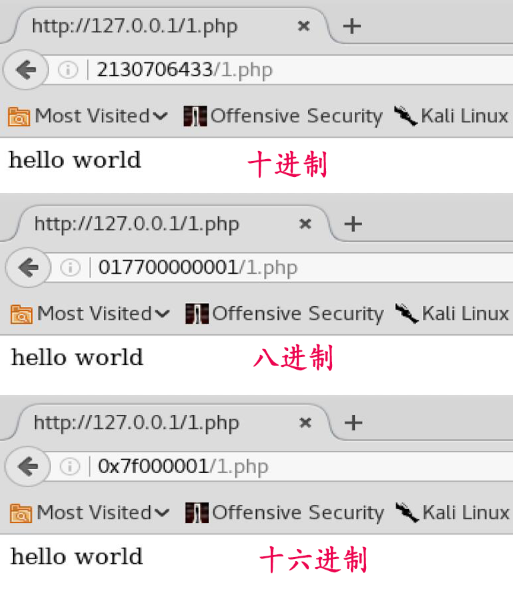 http://127.0.0.1/1.php
2130706433/1.php
Most Visited Offensive Security Kali Linux
hello world 十进制
http://127.0.0.1/1.php
017700000001/1.php
Most Visited Offensive Security Kali Linux
hello world 八进制
http://127.0.0.1/1.php
0x7f000001/1.php
Most Visited Offensive Security Kali Linux
hello world 十六进制